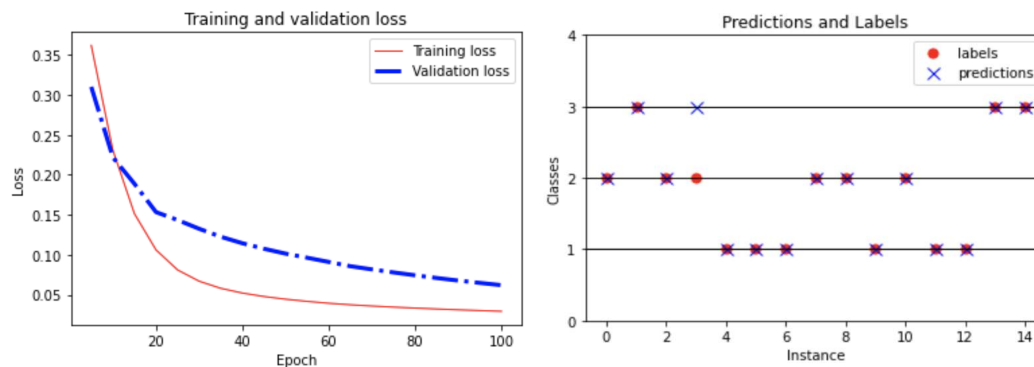 Training and validation loss
Training loss
Validation loss
0.35
0.30
0.25
0.20
0.15
0.10
0.05
Loss
20
40
60
80
100
Epoch
Predictions and Labels
labels
predictions
4
3
2
1
0
Classes
0
2
4
6
8
10
12
14
Instance